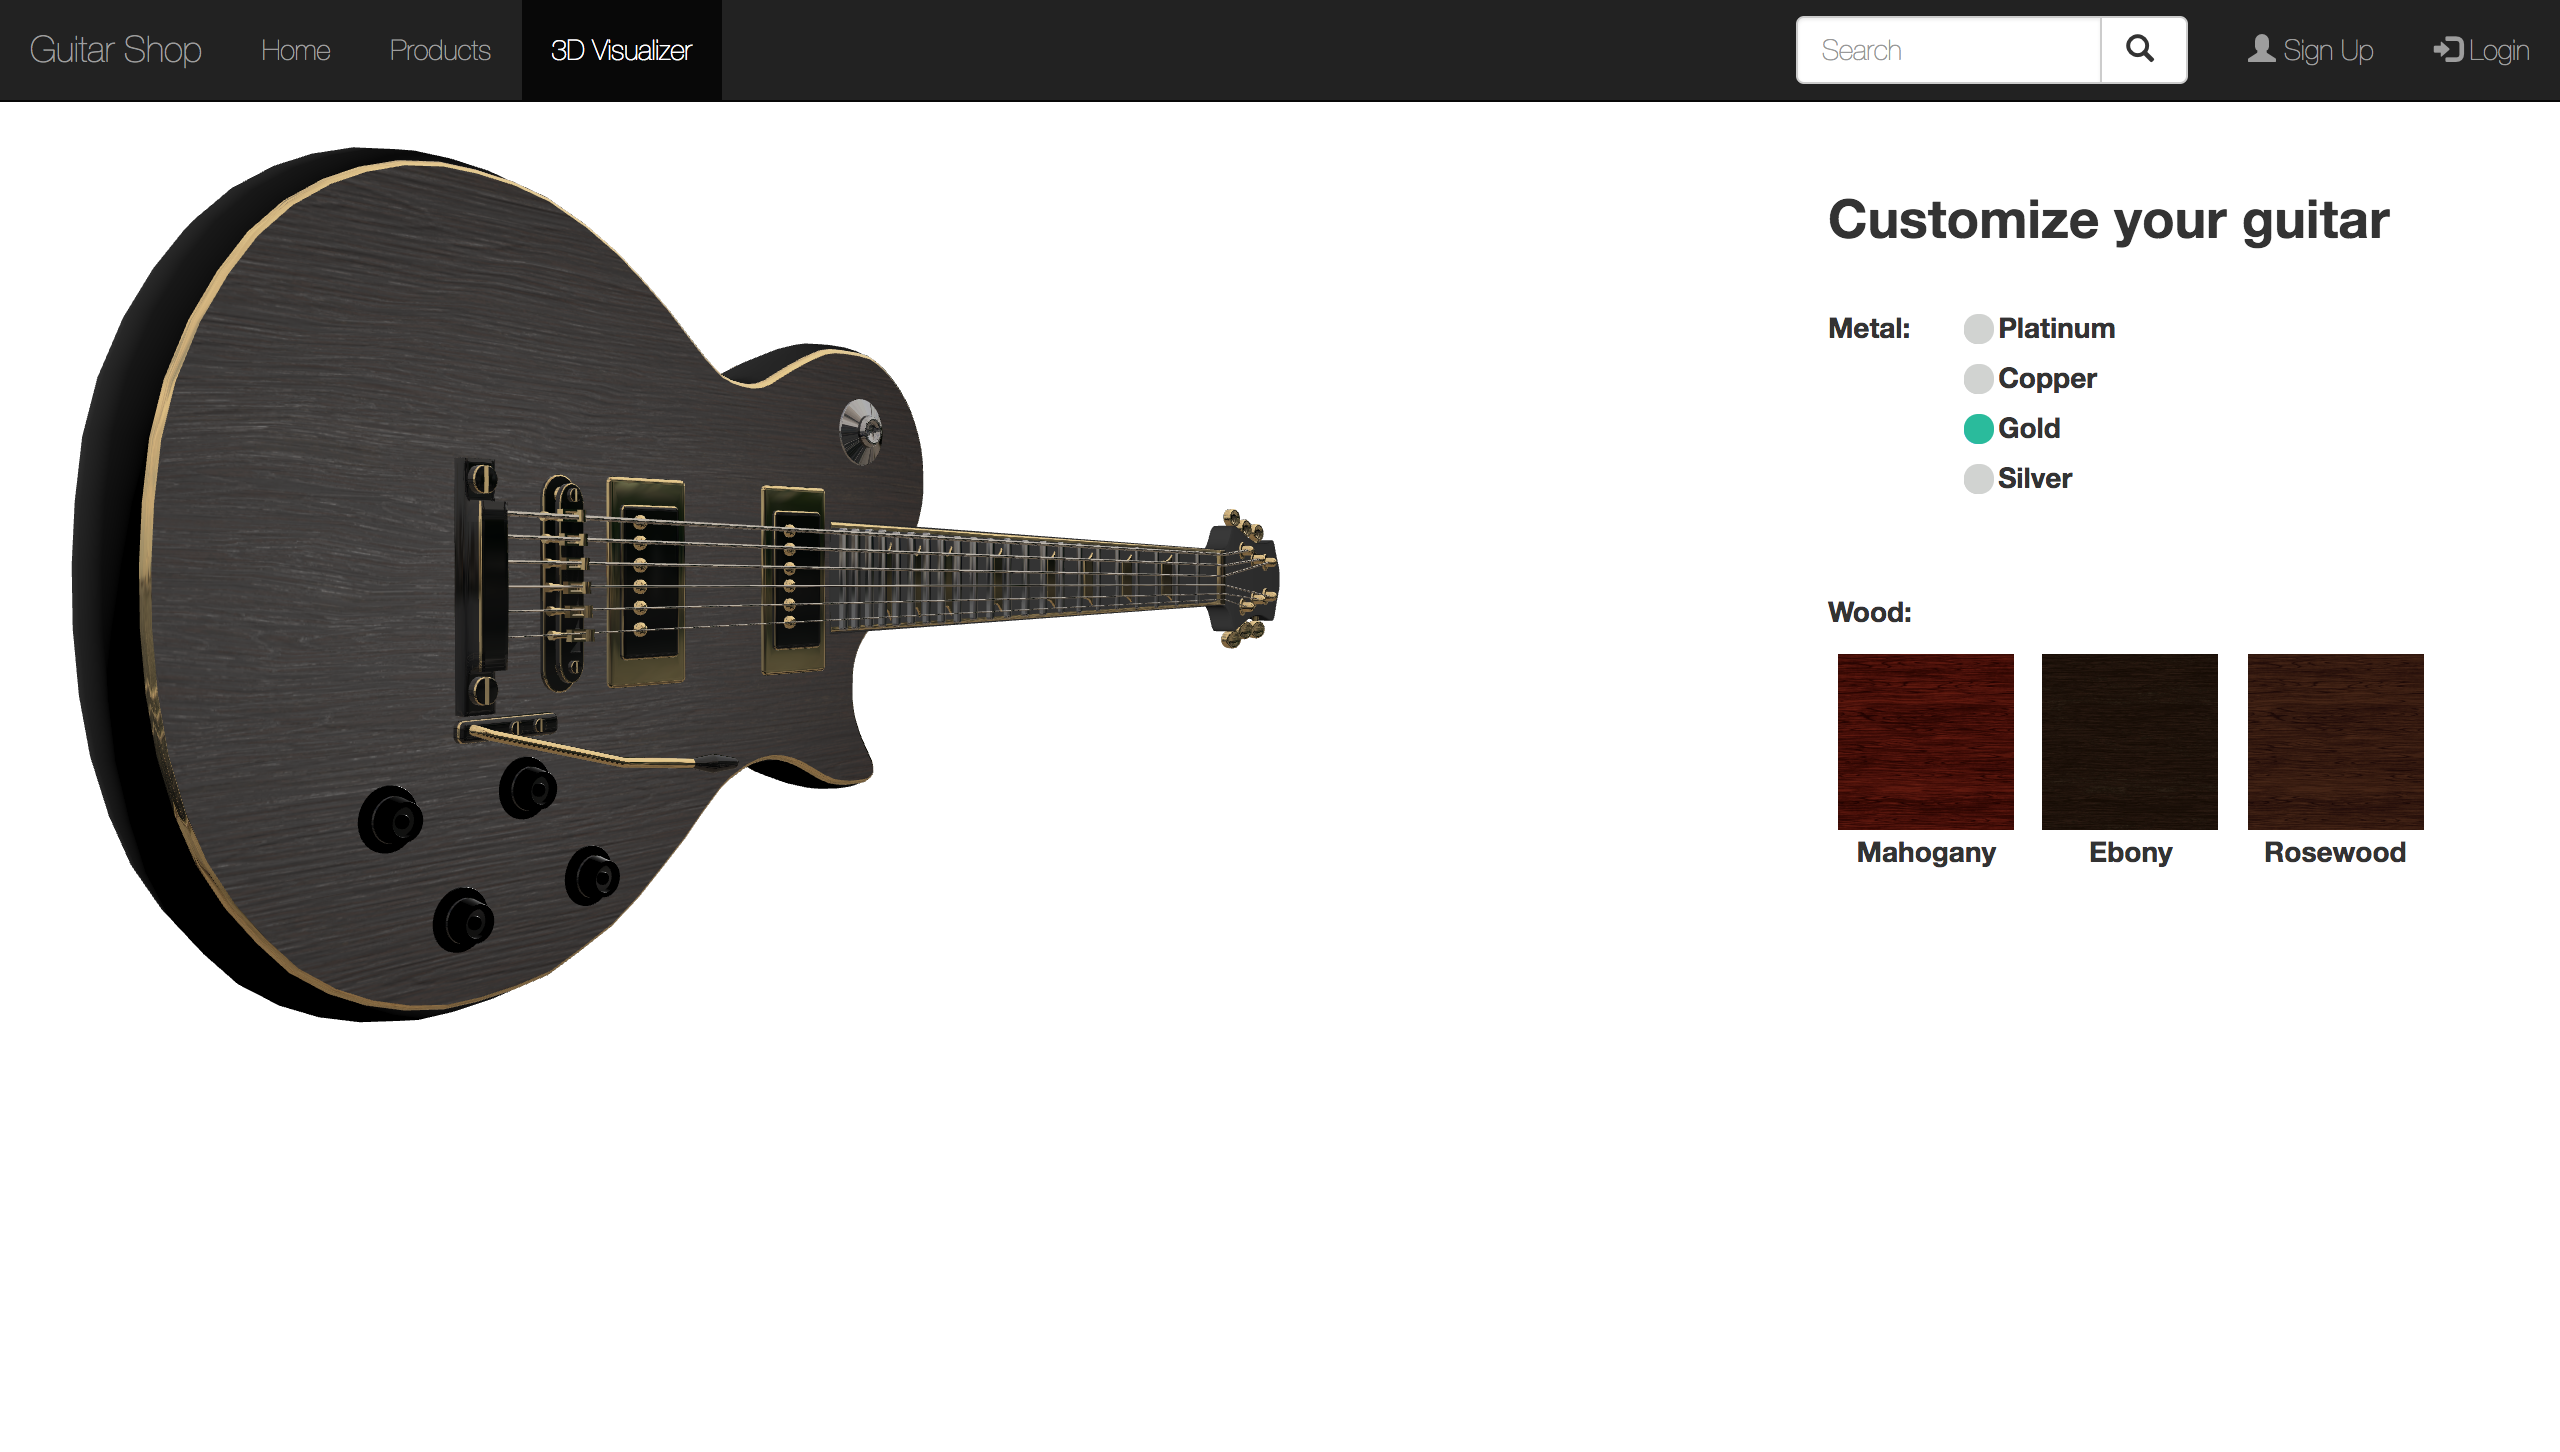 Guitar Shop Home Products 3D Visualizer Search Sign Up Login
Customize your guitar
Metal: Platinum
Copper
Gold
Silver
Wood:
Mahogany Ebony Rosewood